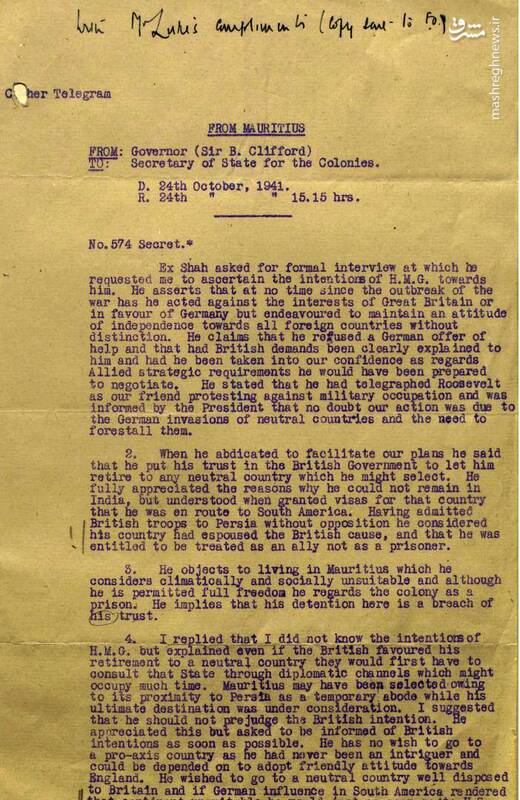 with Mr Luke's compliments (copy sent to F.O.)
مشرق
mashreghnews.ir
Cypher Telegram
FROM MAURITIUS
FROM: Governor (Sir B. Clifford)
TO: Secretary of State for the Colonies.
D. 24th October, 1941.
R. 24th " " 15.15 hrs.
No.574 Secret.*
Ex Shah asked for formal interview at which he
requested me to ascertain the intentions of H.M.G. towards
him. He asserts that at no time since the outbreak of the
war has he acted against the interests of Great Britain or
in favour of Germany but endeavoured to maintain an attitude
of independence towards all foreign countries without
distinction. He claims that he refused a German offer of
help and that had British demands been clearly explained to
him and had he been taken into our confidence as regards
Allied strategic requirements he would have been prepared
to negotiate. He stated that he had telegraphed Roosevelt
as our friend protesting against military occupation and was
informed by the President that no doubt our action was due to
the German invasions of neutral countries and the need to
forestall them.
2. When he abdicated to facilitate our plans he said
that he put his trust in the British Government to let him
retire to any neutral country which he might select. He
fully appreciated the reasons why he could not remain in
India, but understood when granted visas for that country
that he was en route to South America. Having admitted
British troops to Persia without opposition he considered
his country had espoused the British cause, and that he was
entitled to be treated as an ally not as a prisoner.
3. He objects to living in Mauritius which he
considers climatically and socially unsuitable and although
he is permitted full freedom he regards the colony as a
prison. He implies that his detention here is a breach of
his trust.
4. I replied that I did not know the intentions of
H.M.G. but explained even if the British favoured his
retirement to a neutral country they would first have to
consult that State through diplomatic channels which might
occupy much time. Mauritius may have been selected owing
to its proximity to Persia as a temporary abode while his
ultimate destination was under consideration. I suggested
that he should not prejudge the British intention. He
appreciated this but asked to be informed of British
intentions as soon as possible. He has no wish to go to
a pro-axis country as he had never been an intriguer and
could be depended on to adopt friendly attitude towards
England. He wished to go to a neutral country well disposed
to Britain and if German influence in South America rendered